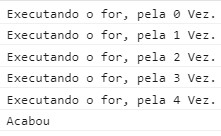 Executando o for, pela 0 Vez.
Executando o for, pela 1 Vez.
Executando o for, pela 2 Vez.
Executando o for, pela 3 Vez.
Executando o for, pela 4 Vez.
Acabou